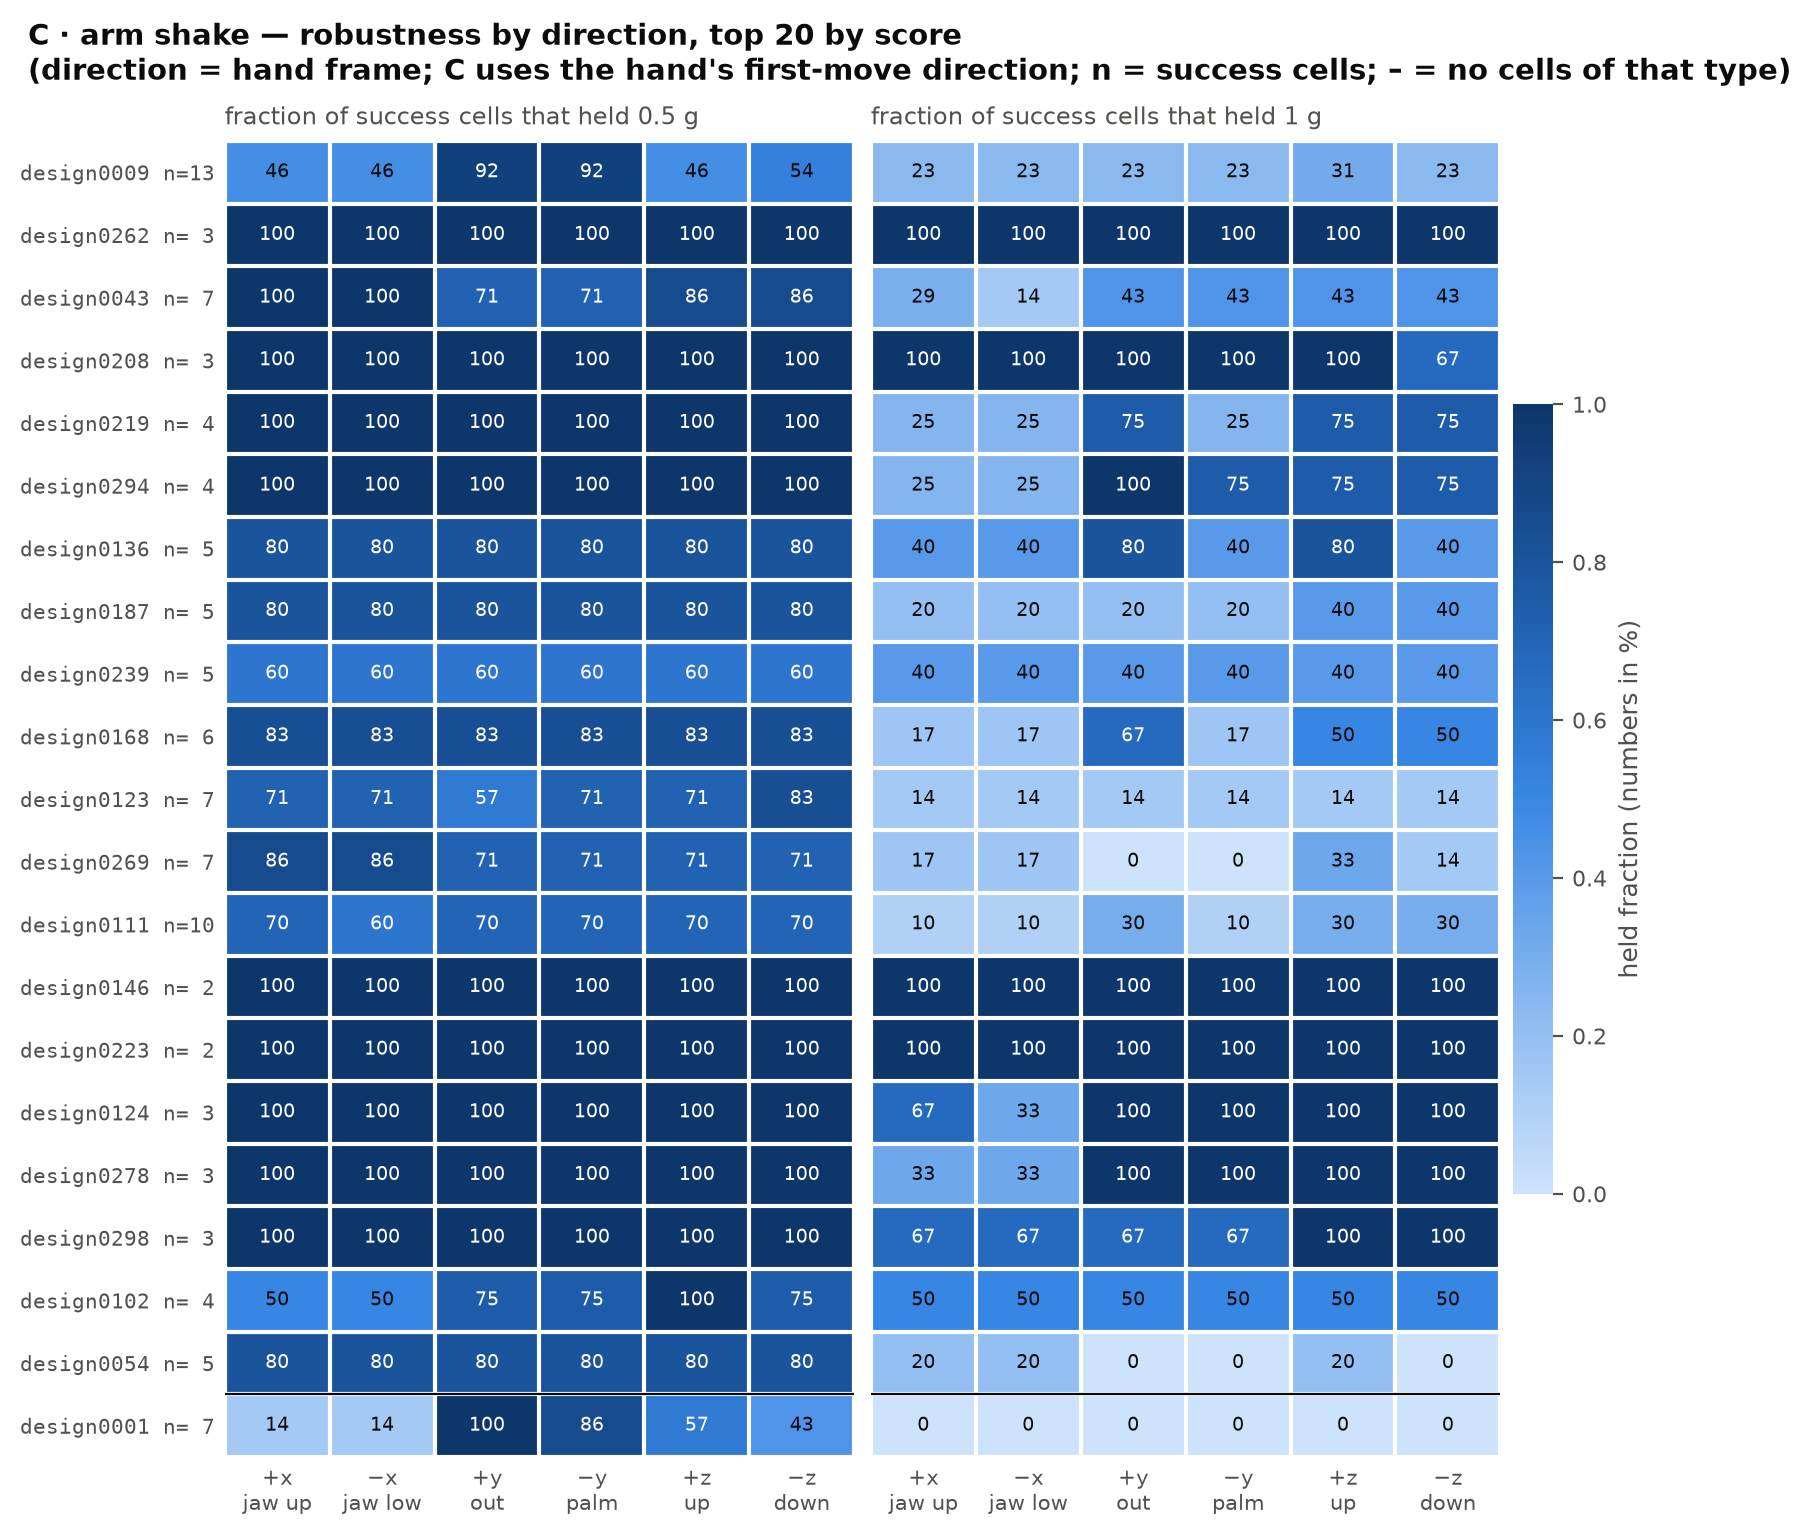 C · arm shake — robustness by direction, top 20 by score
(direction = hand frame; C uses the hand's first-move direction; n = success cells; – = no cells of that type)
fraction of success cells that held 0.5 g
fraction of success cells that held 1 g
design0009 n=13 46 46 92 92 46 54 23 23 23 23 31 23
design0262 n= 3 100 100 100 100 100 100 100 100 100 100 100 100
design0043 n= 7 100 100 71 71 86 86 29 14 43 43 43 43
design0208 n= 3 100 100 100 100 100 100 100 100 100 100 100 67
design0219 n= 4 100 100 100 100 100 100 25 25 75 25 75 75
design0294 n= 4 100 100 100 100 100 100 25 25 100 75 75 75
design0136 n= 5 80 80 80 80 80 80 40 40 80 40 80 40
design0187 n= 5 80 80 80 80 80 80 20 20 20 20 40 40
design0239 n= 5 60 60 60 60 60 60 40 40 40 40 40 40
design0168 n= 6 83 83 83 83 83 83 17 17 67 17 50 50
design0123 n= 7 71 71 57 71 71 83 14 14 14 14 14 14
design0269 n= 7 86 86 71 71 71 71 17 17 0 0 33 14
design0111 n=10 70 60 70 70 70 70 10 10 30 10 30 30
design0146 n= 2 100 100 100 100 100 100 100 100 100 100 100 100
design0223 n= 2 100 100 100 100 100 100 100 100 100 100 100 100
design0124 n= 3 100 100 100 100 100 100 67 33 100 100 100 100
design0278 n= 3 100 100 100 100 100 100 33 33 100 100 100 100
design0298 n= 3 100 100 100 100 100 100 67 67 67 67 100 100
design0102 n= 4 50 50 75 75 100 75 50 50 50 50 50 50
design0054 n= 5 80 80 80 80 80 80 20 20 0 0 20 0
design0001 n= 7 14 14 100 86 57 43 0 0 0 0 0 0
+x −x +y −y +z −z +x −x +y −y +z −z
jaw up jaw low out palm up down jaw up jaw low out palm up down
1.0
0.8
0.6
0.4
0.2
0.0
held fraction (numbers in %)